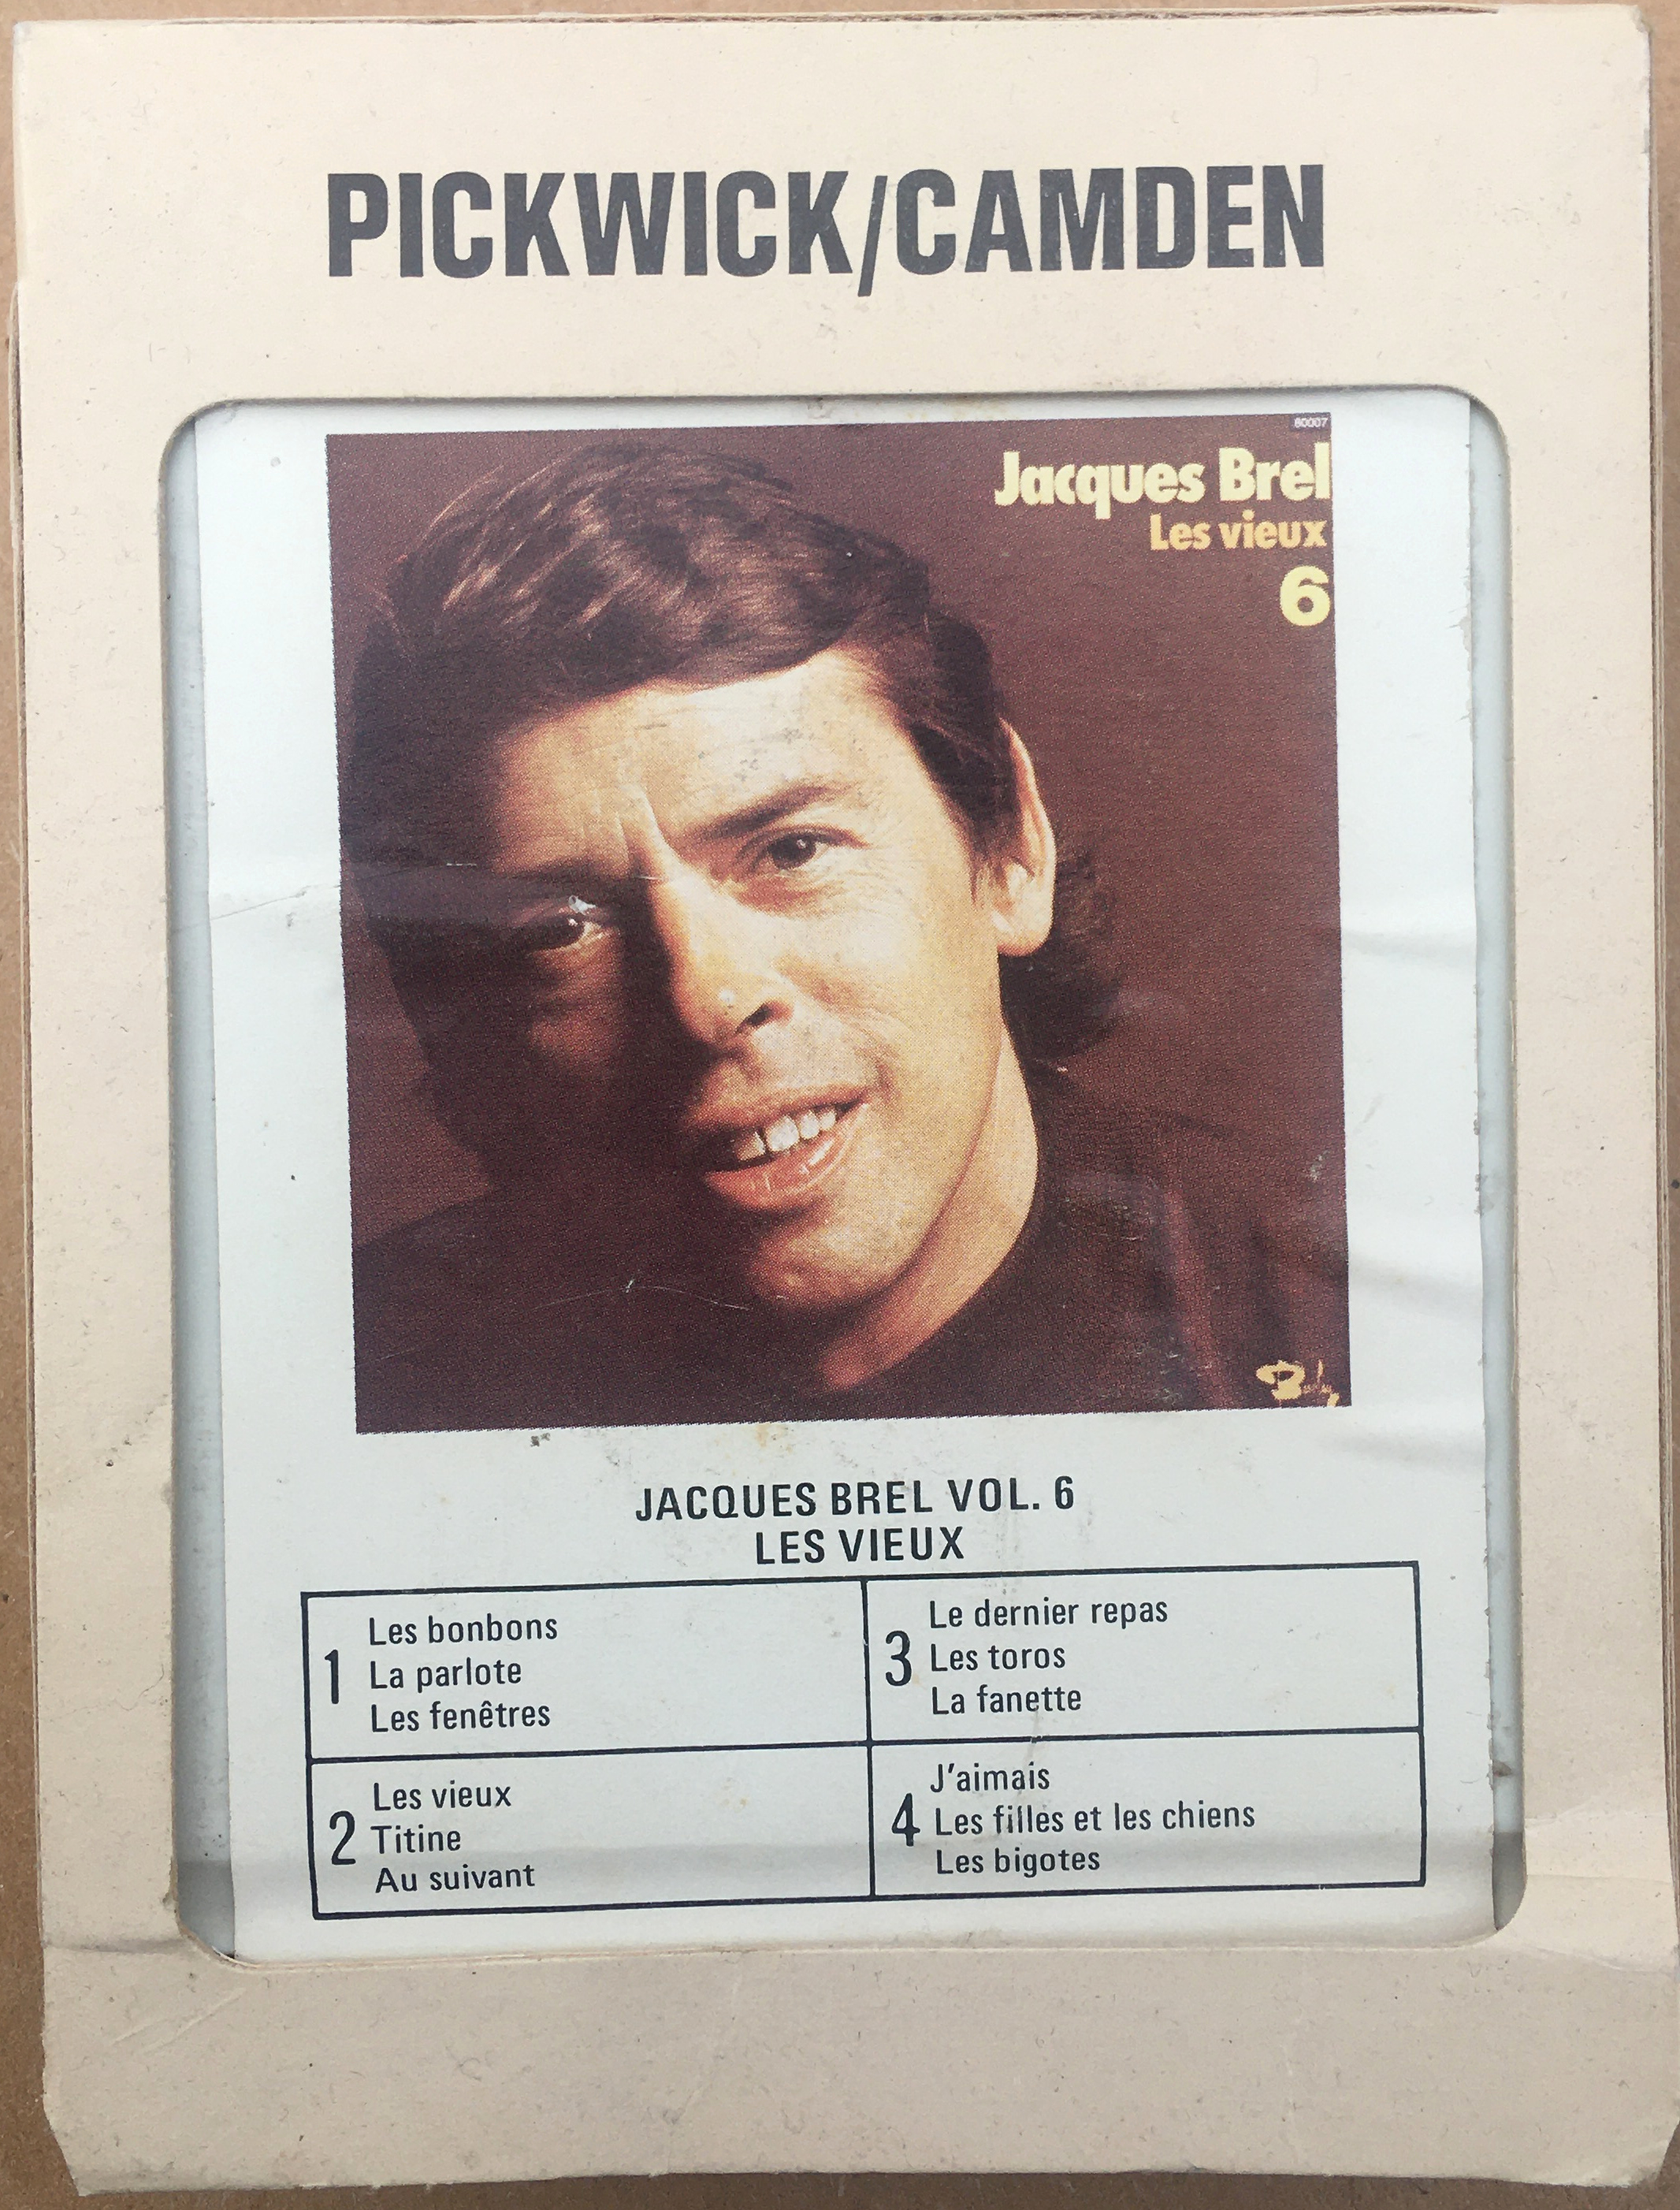 PICKWICK/CAMDEN
80007
Jacques Brel
Les vieux
6
Barclay
JACQUES BREL VOL. 6
LES VIEUX
1
Les bonbons
La parlote
Les fenêtres
2
Les vieux
Titine
Au suivant
3
Le dernier repas
Les toros
La fanette
4
J'aimais
Les filles et les chiens
Les bigotes